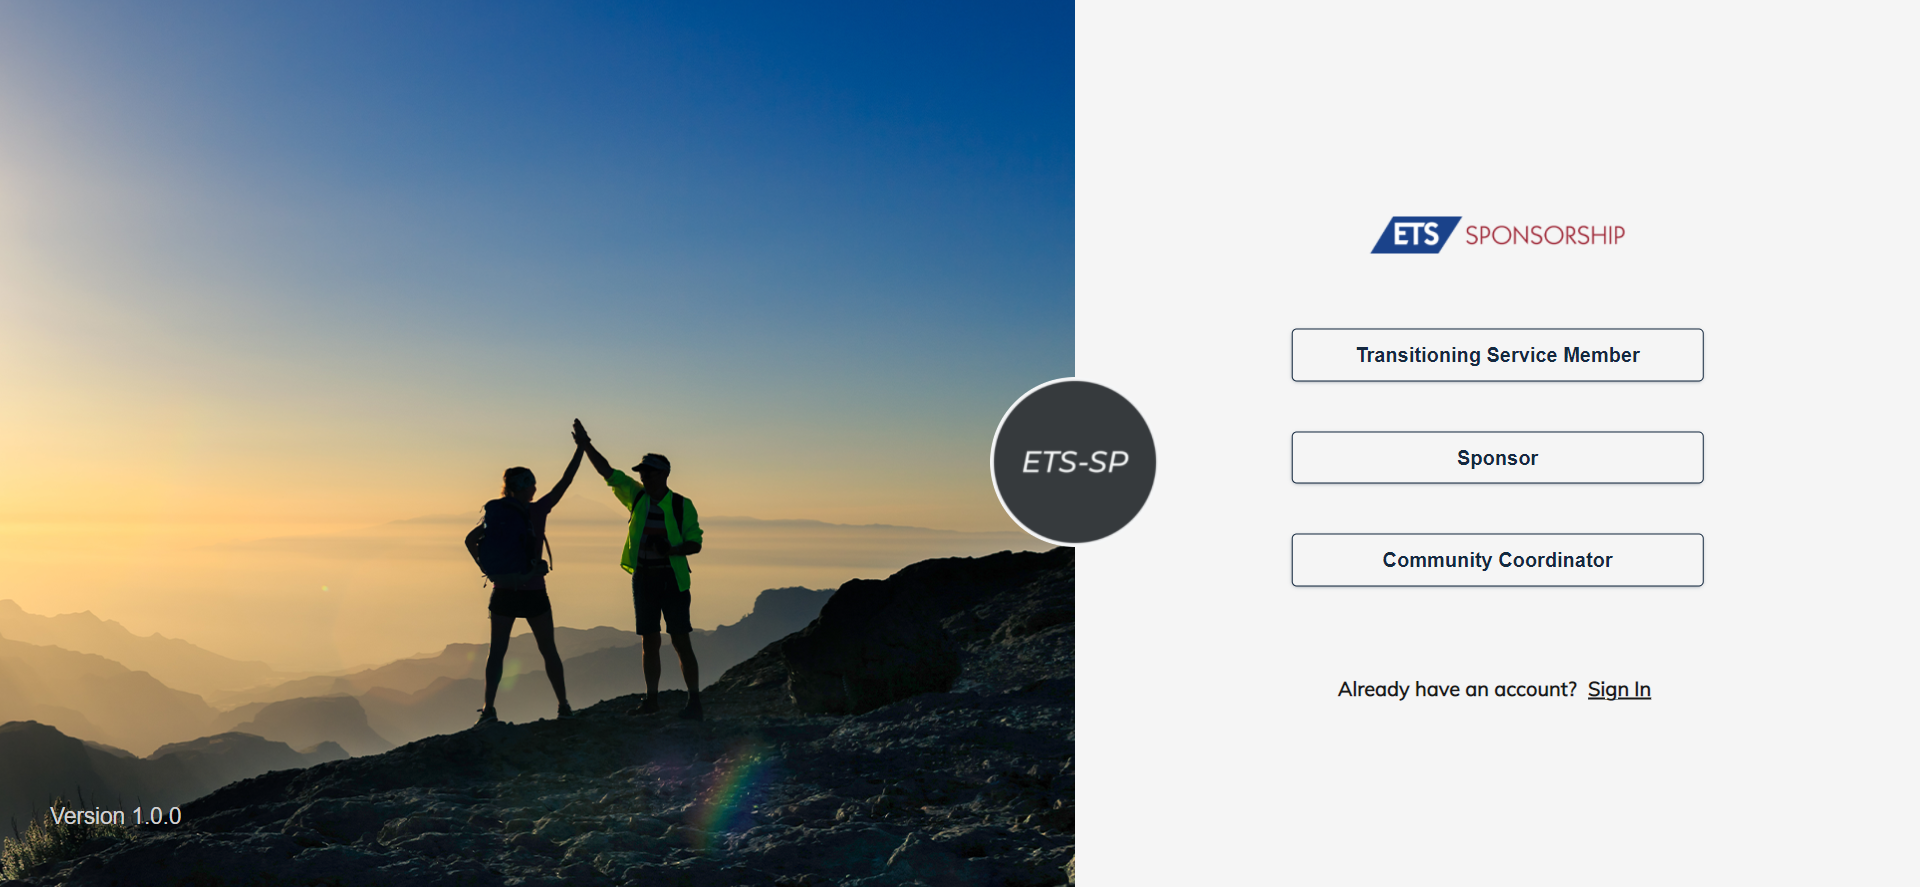 Version 1.0.0
ETS-SP
ETS SPONSORSHIP
Transitioning Service Member
Sponsor
Community Coordinator
Already have an account? Sign In